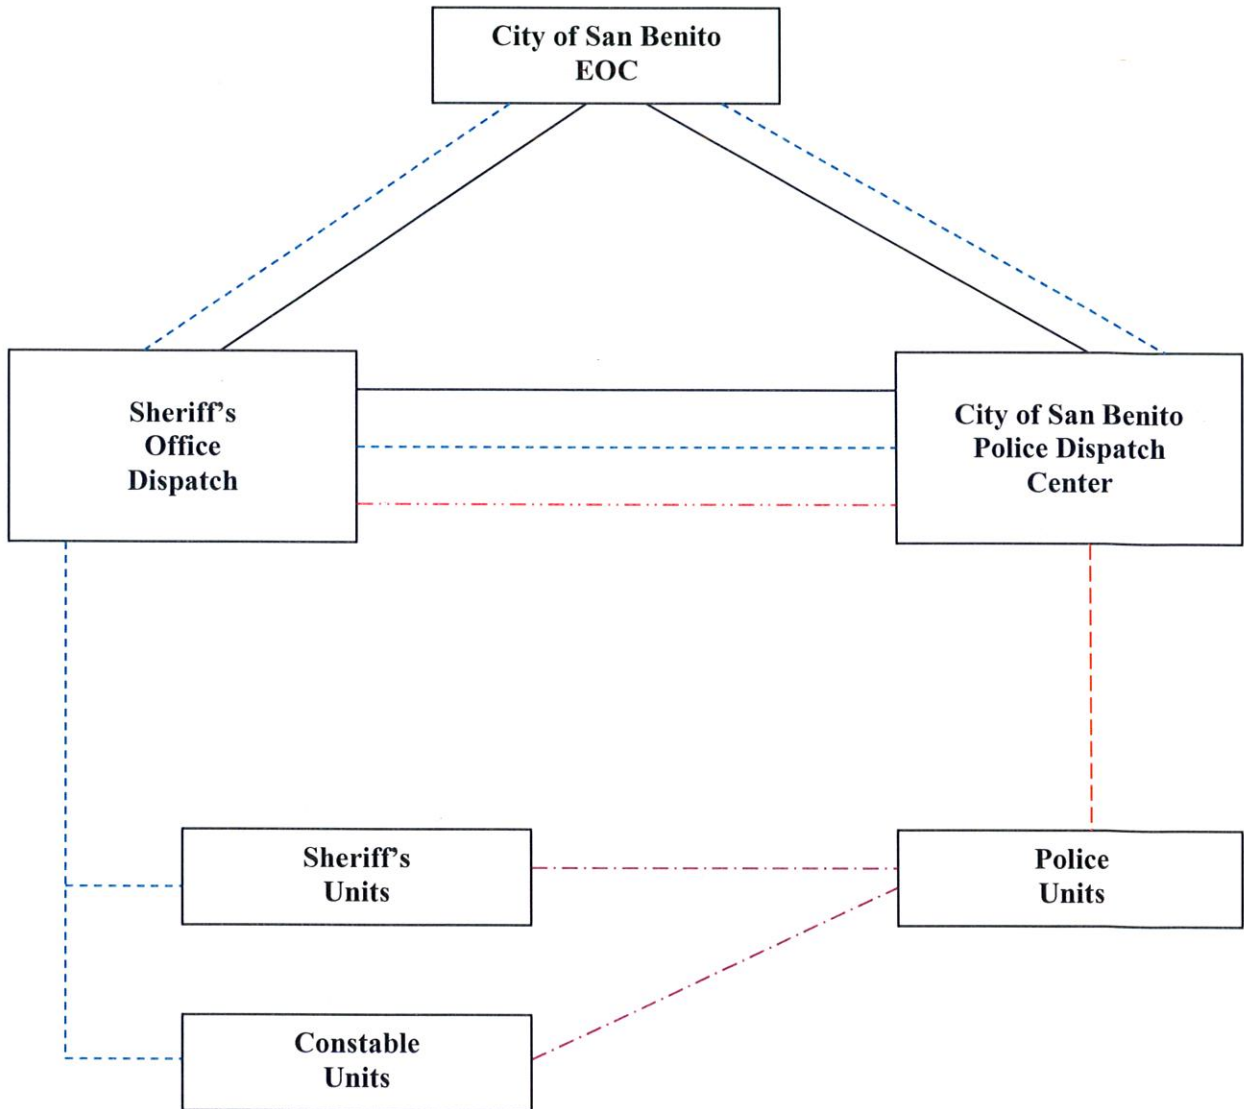 City of San Benito
EOC
Sheriff’s
Office
Dispatch
City of San Benito
Police Dispatch
Center
Sheriff’s
Units
Police
Units
Constable
Units